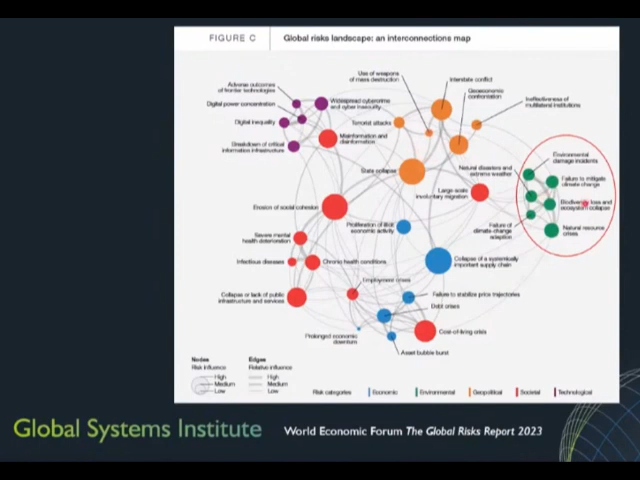 FIGURE C
Global risks landscape: an interconnections map
Use of weapons
of mass destruction
Interstate conflict
Adverse outcomes
of frontier technologies
Geoeconomic
confrontation
Digital power concentration
Widespread cybercrime
and cyber insecurity
Ineffectiveness of
multilateral institutions
Digital inequality
Terrorist attacks
Misinformation and
disinformation
Breakdown of critical
information infrastructure
Environmental
damage incidents
State collapse
Natural disasters and
extreme weather
Failure to mitigate
climate change
Large-scale
involuntary migration
Biodiversity loss and
ecosystem collapse
Erosion of social cohesion
Proliferation of illicit
economic activity
Failure of
climate-change
adaption
Natural resource
crises
Severe mental
health deterioration
Infectious diseases
Chronic health conditions
Collapse of a systemically
important supply chain
Employment crises
Collapse or lack of public
infrastructure and services
Failure to stabilize price trajectories
Debt crises
Prolonged economic
downturn
Cost-of-living crisis
Asset bubble burst
Nodes
Risk influence
High
Medium
Low
Edges
Relative influence
High
Medium
Low
Risk categories
Economic
Environmental
Geopolitical
Societal
Technological
Global Systems Institute
World Economic Forum The Global Risks Report 2023